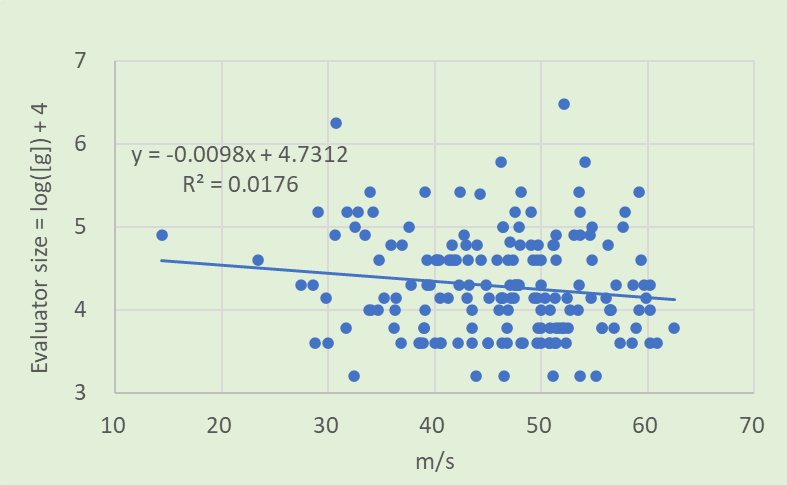 7
6
y = -0.0098x + 4.7312
R² = 0.0176
5
4
3
10 20 30 40 50 60 70
m/s
Evaluator size = log([g]) + 4